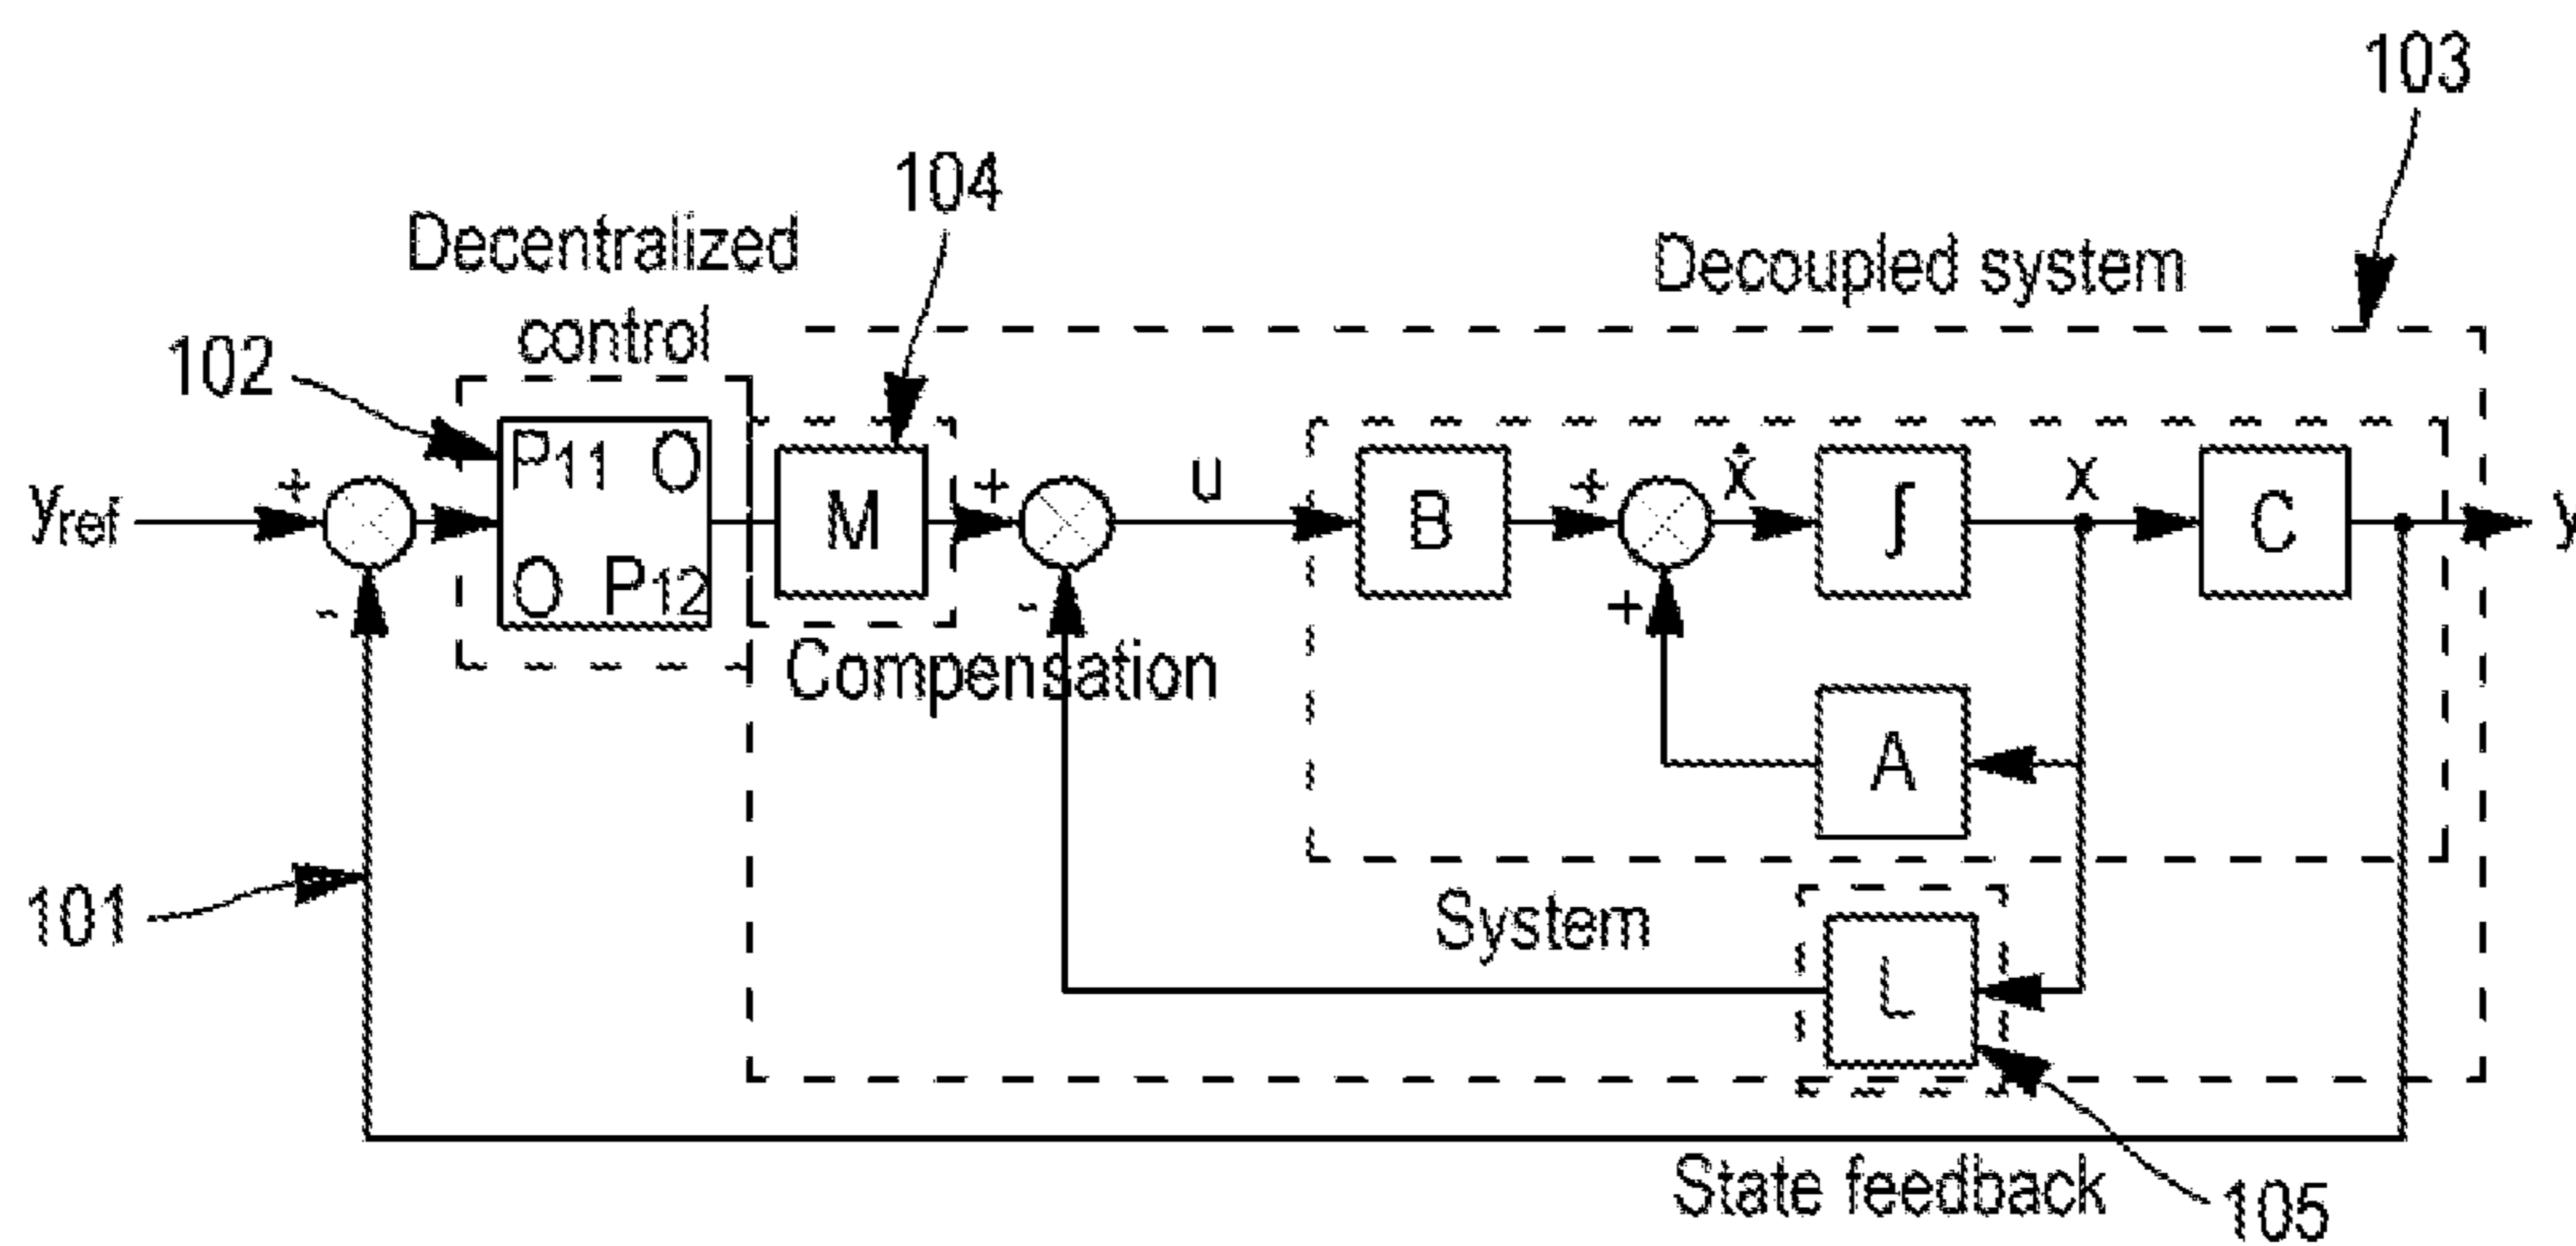 103
104
Decentralized
control
Decoupled system
102
P11 O
O P12
yref
+
-
M
+
-
u
B
+
+
ẋ
∫
x
C
y
Compensation
A
101
System
L
State feedback
105